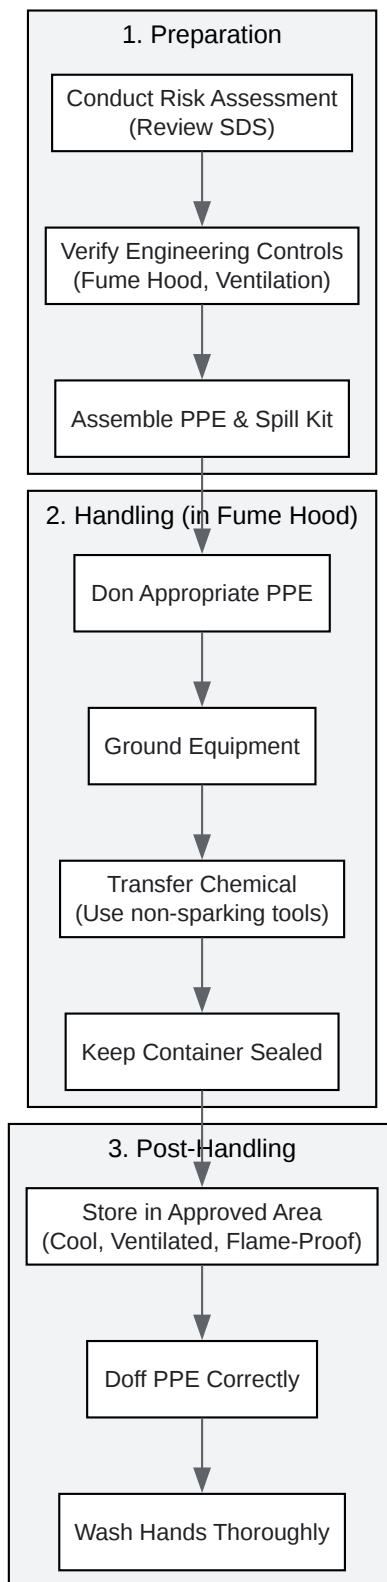 1. Preparation
Conduct Risk Assessment
(Review SDS)
Verify Engineering Controls
(Fume Hood, Ventilation)
Assemble PPE & Spill Kit
2. Handling (in Fume Hood)
Don Appropriate PPE
Ground Equipment
Transfer Chemical
(Use non-sparking tools)
Keep Container Sealed
3. Post-Handling
Store in Approved Area
(Cool, Ventilated, Flame-Proof)
Doff PPE Correctly
Wash Hands Thoroughly